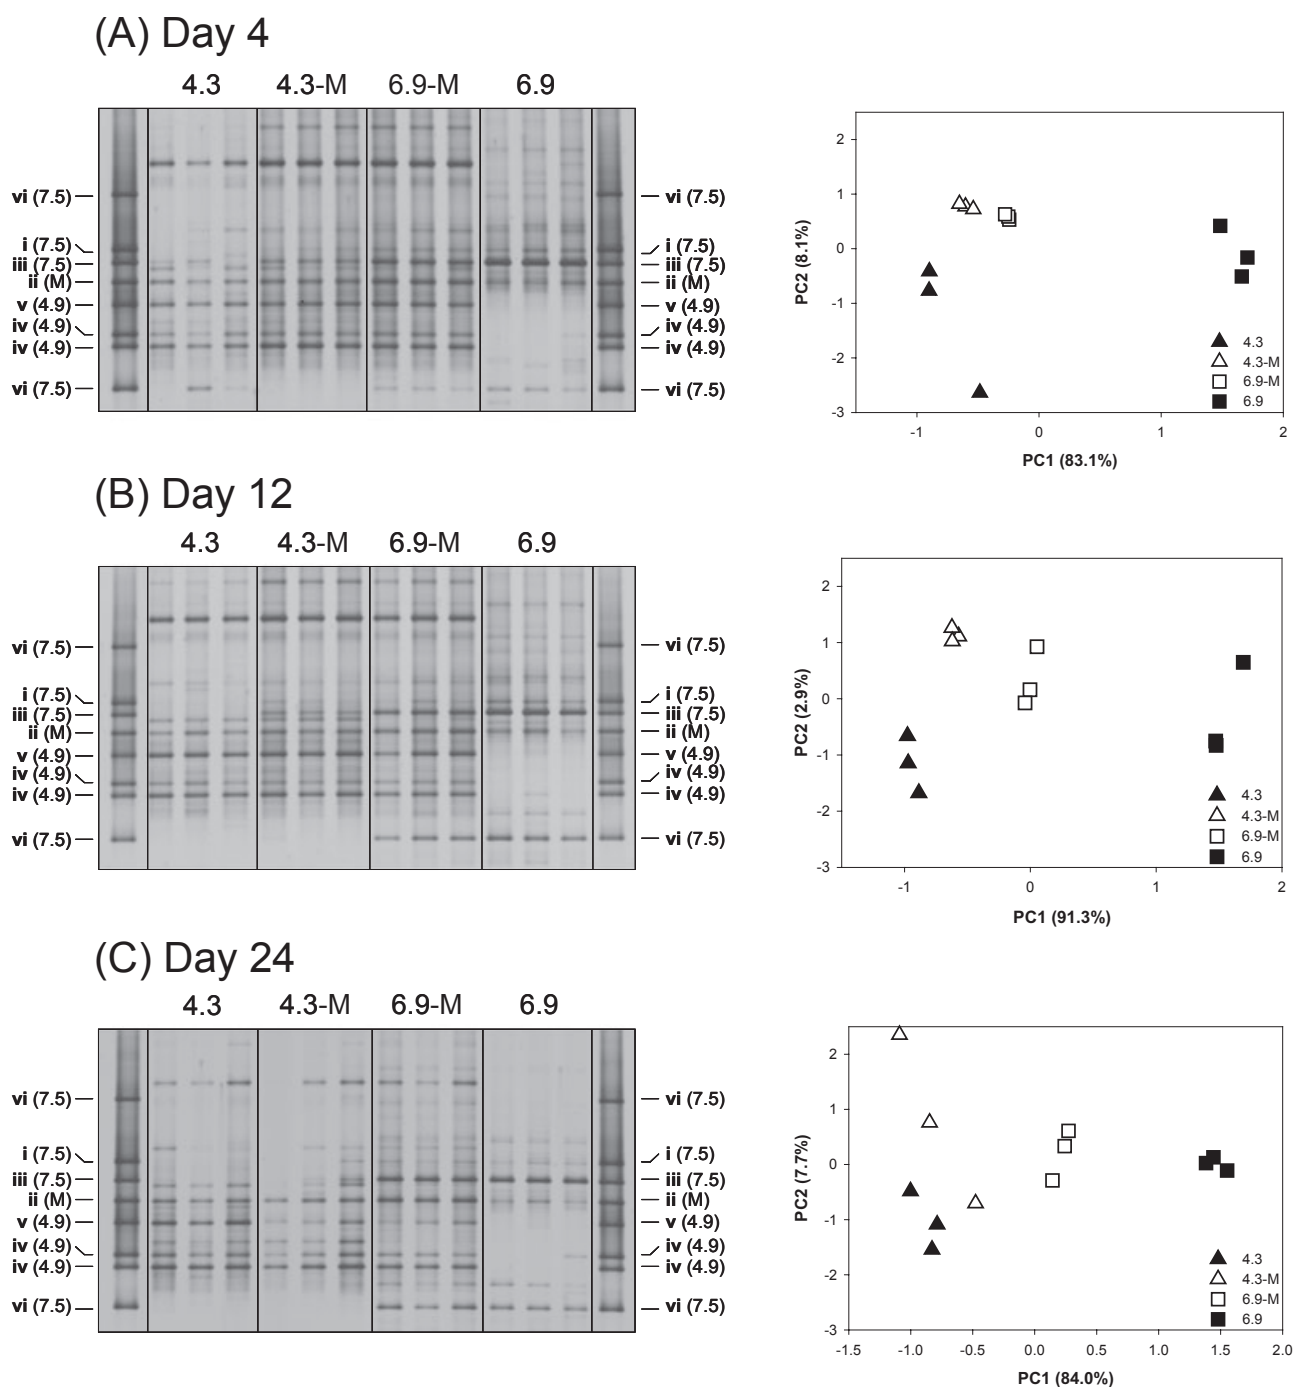 (A) Day 4
4.3 4.3-M 6.9-M 6.9
vi (7.5)
i (7.5)
iii (7.5)
ii (M)
v (4.9)
iv (4.9)
iv (4.9)
vi (7.5)
vi (7.5)
i (7.5)
iii (7.5)
ii (M)
v (4.9)
iv (4.9)
iv (4.9)
vi (7.5)
2
1
0
-1
-2
-3
PC2 (8.1%)
4.3
4.3-M
6.9-M
6.9
-1 0 1 2
PC1 (83.1%)
(B) Day 12
4.3 4.3-M 6.9-M 6.9
vi (7.5)
i (7.5)
iii (7.5)
ii (M)
v (4.9)
iv (4.9)
iv (4.9)
vi (7.5)
vi (7.5)
i (7.5)
iii (7.5)
ii (M)
v (4.9)
iv (4.9)
iv (4.9)
vi (7.5)
2
1
0
-1
-2
-3
PC2 (2.9%)
4.3
4.3-M
6.9-M
6.9
-1 0 1 2
PC1 (91.3%)
(C) Day 24
4.3 4.3-M 6.9-M 6.9
vi (7.5)
i (7.5)
iii (7.5)
ii (M)
v (4.9)
iv (4.9)
iv (4.9)
vi (7.5)
vi (7.5)
i (7.5)
iii (7.5)
ii (M)
v (4.9)
iv (4.9)
iv (4.9)
vi (7.5)
2
1
0
-1
-2
-3
PC2 (7.7%)
4.3
4.3-M
6.9-M
6.9
-1.5 -1.0 -0.5 0.0 0.5 1.0 1.5 2.0
PC1 (84.0%)